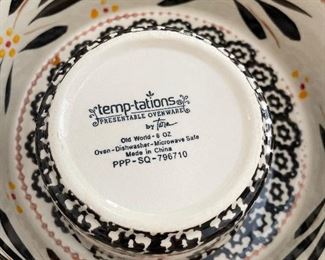 temp-tations
PRESENTABLE OVENWARE
by Tara
Old World - 6 OZ.
Oven-Dishwasher-Microwave Safe
Made in China
PPP-SQ-796710